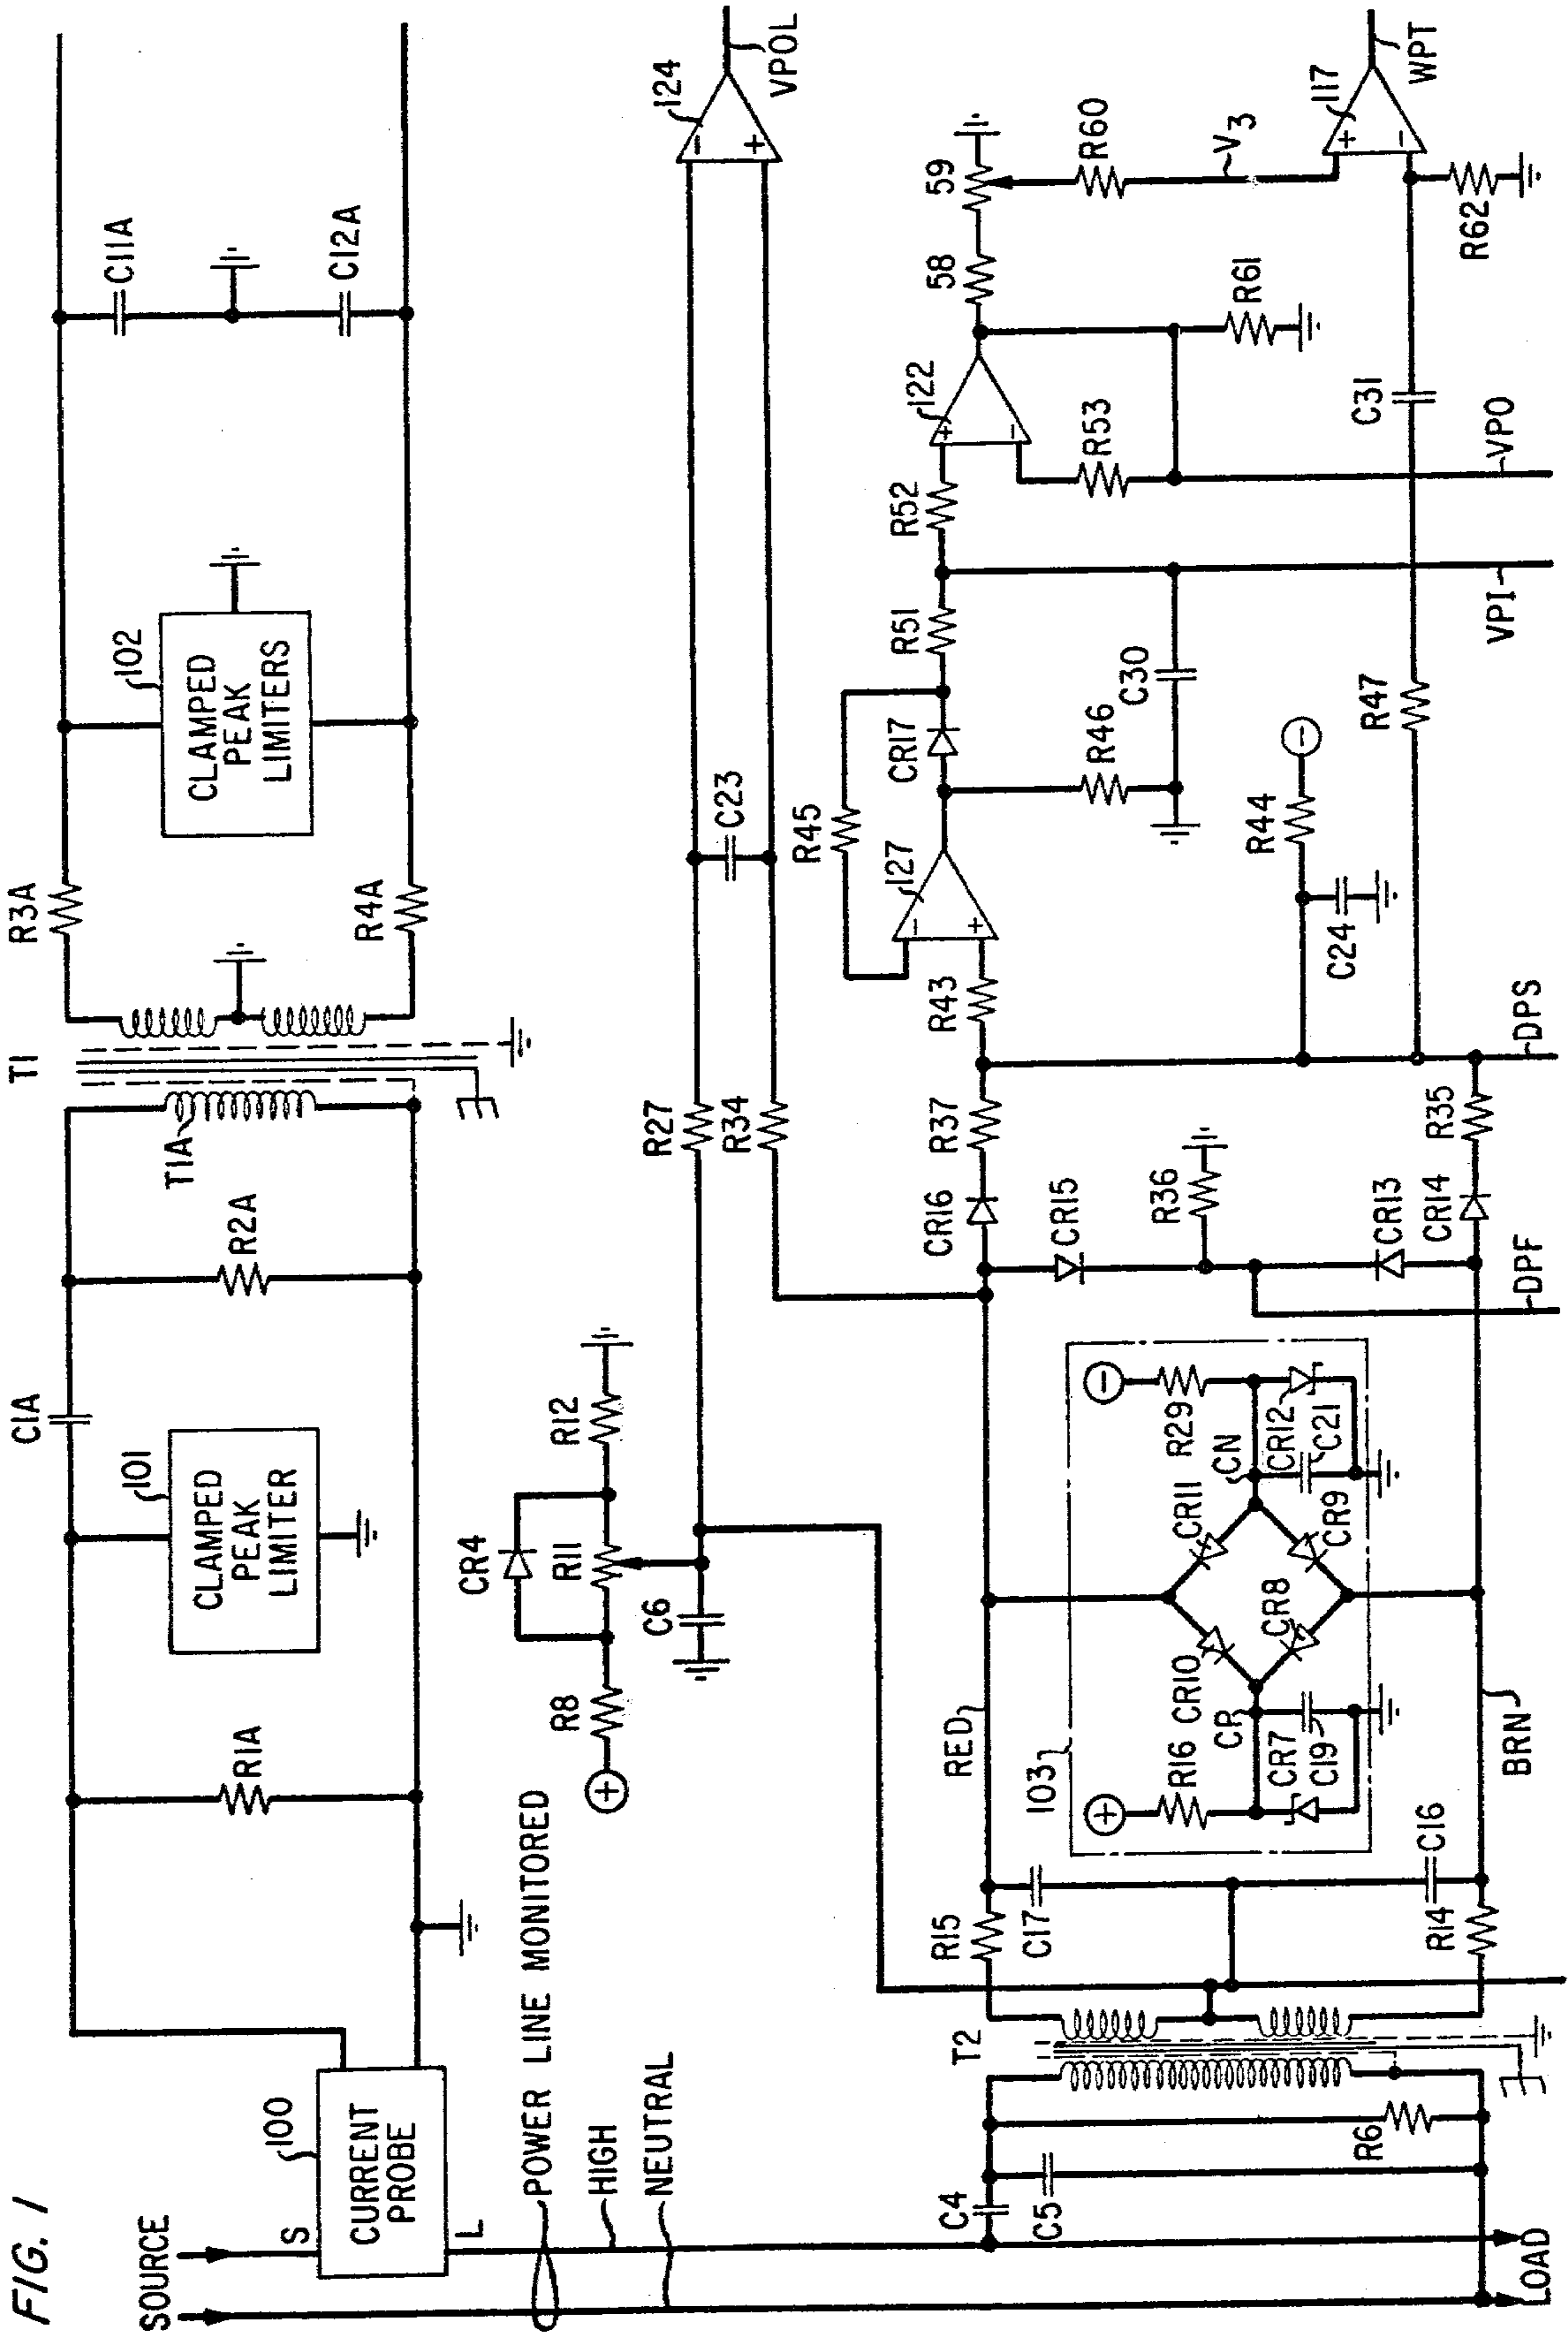 FIG. 1
SOURCE
S
100
CURRENT
PROBE
L
POWER LINE MONITORED
HIGH
NEUTRAL
LOAD
R1A
101
CLAMPED
PEAK
LIMITER
C1A
R2A
T1A
T1
R3A
R4A
102
CLAMPED
PEAK
LIMITERS
C11A
C12A
+
R8
CR4
R11
R12
C6
R27
R34
C23
124
−
+
VPOL
C4
C5
R6
T2
R15
C17
R14
C16
RED
BRN
103
+
R16
CP
CR7
C19
CR10
CR8
CR11
CR9
CN
R29
−
CR12
C21
CR16
CR15
R36
CR13
CR14
DPF
R37
R35
DPS
R43
127
−
+
R45
CR17
R46
R51
C30
VPI
R44
−
C24
R47
R52
122
+
−
R53
VPO
C31
58
59
R61
R60
V3
117
+
−
R62
WPT